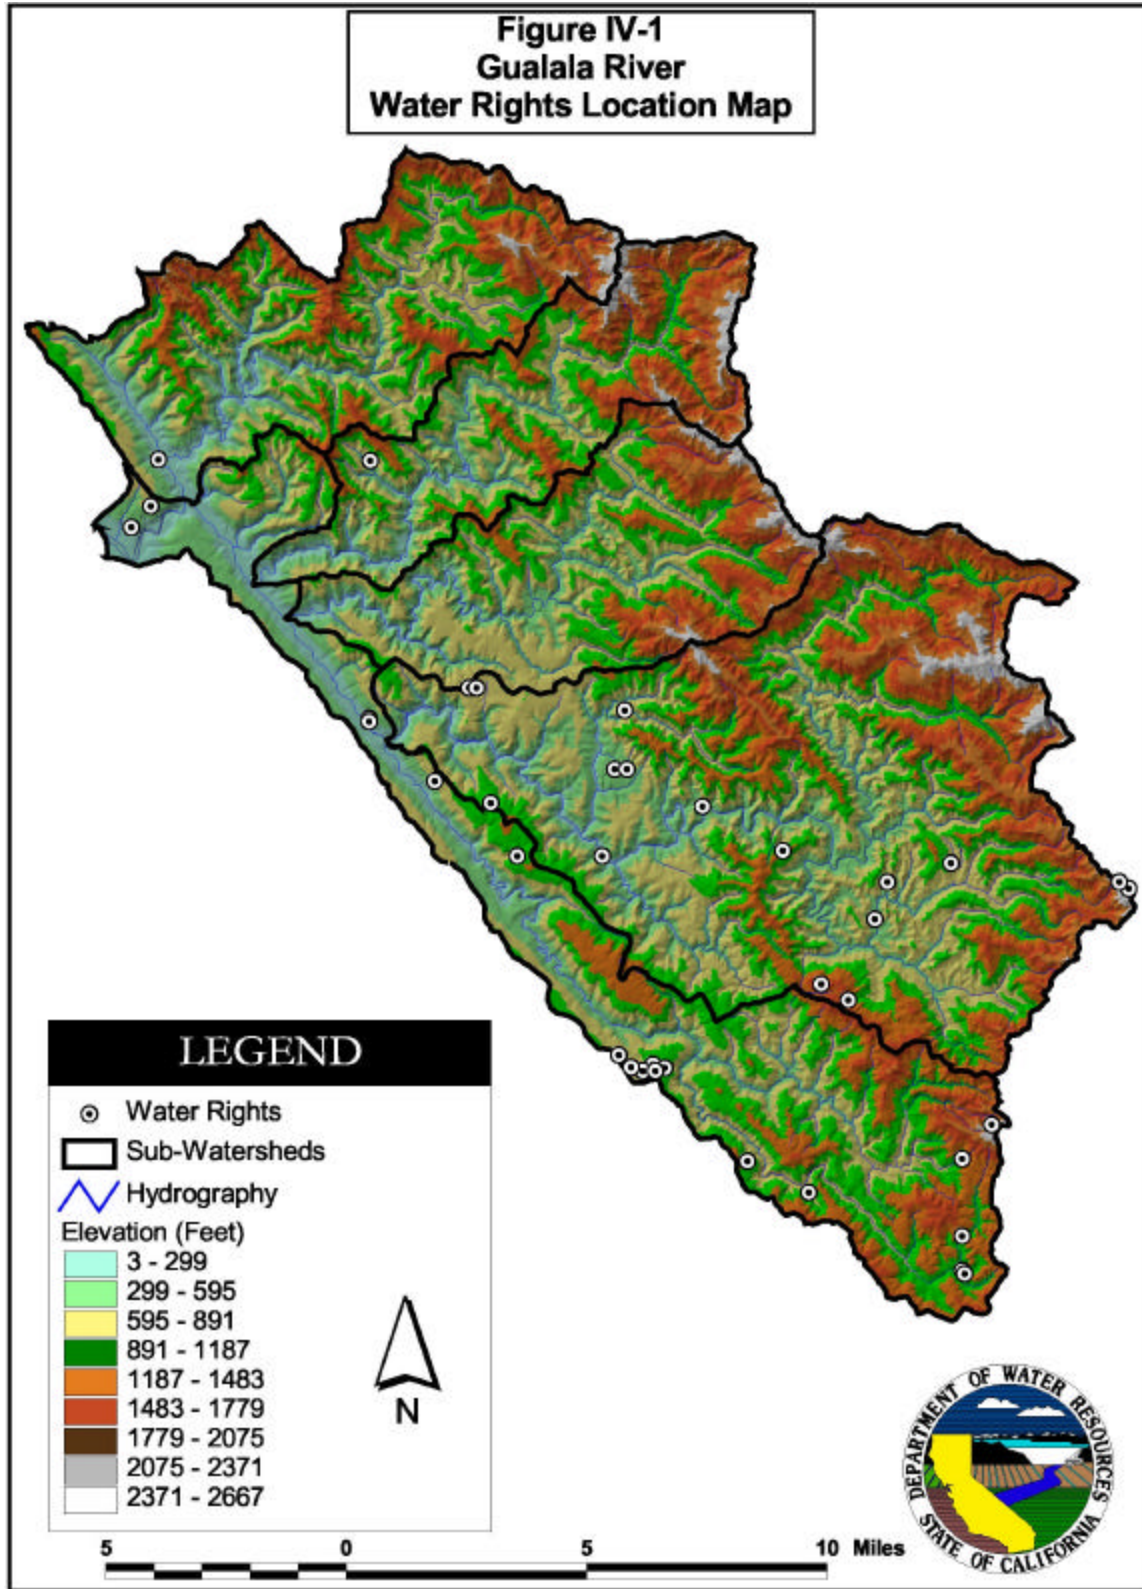 Figure IV-1
Gualala River
Water Rights Location Map
LEGEND
Water Rights
Sub-Watersheds
Hydrography
Elevation (Feet)
3 - 299
299 - 595
595 - 891
891 - 1187
1187 - 1483
1483 - 1779
1779 - 2075
2075 - 2371
2371 - 2667
N
5 0 5 10 Miles
DEPARTMENT OF WATER RESOURCES
STATE OF CALIFORNIA